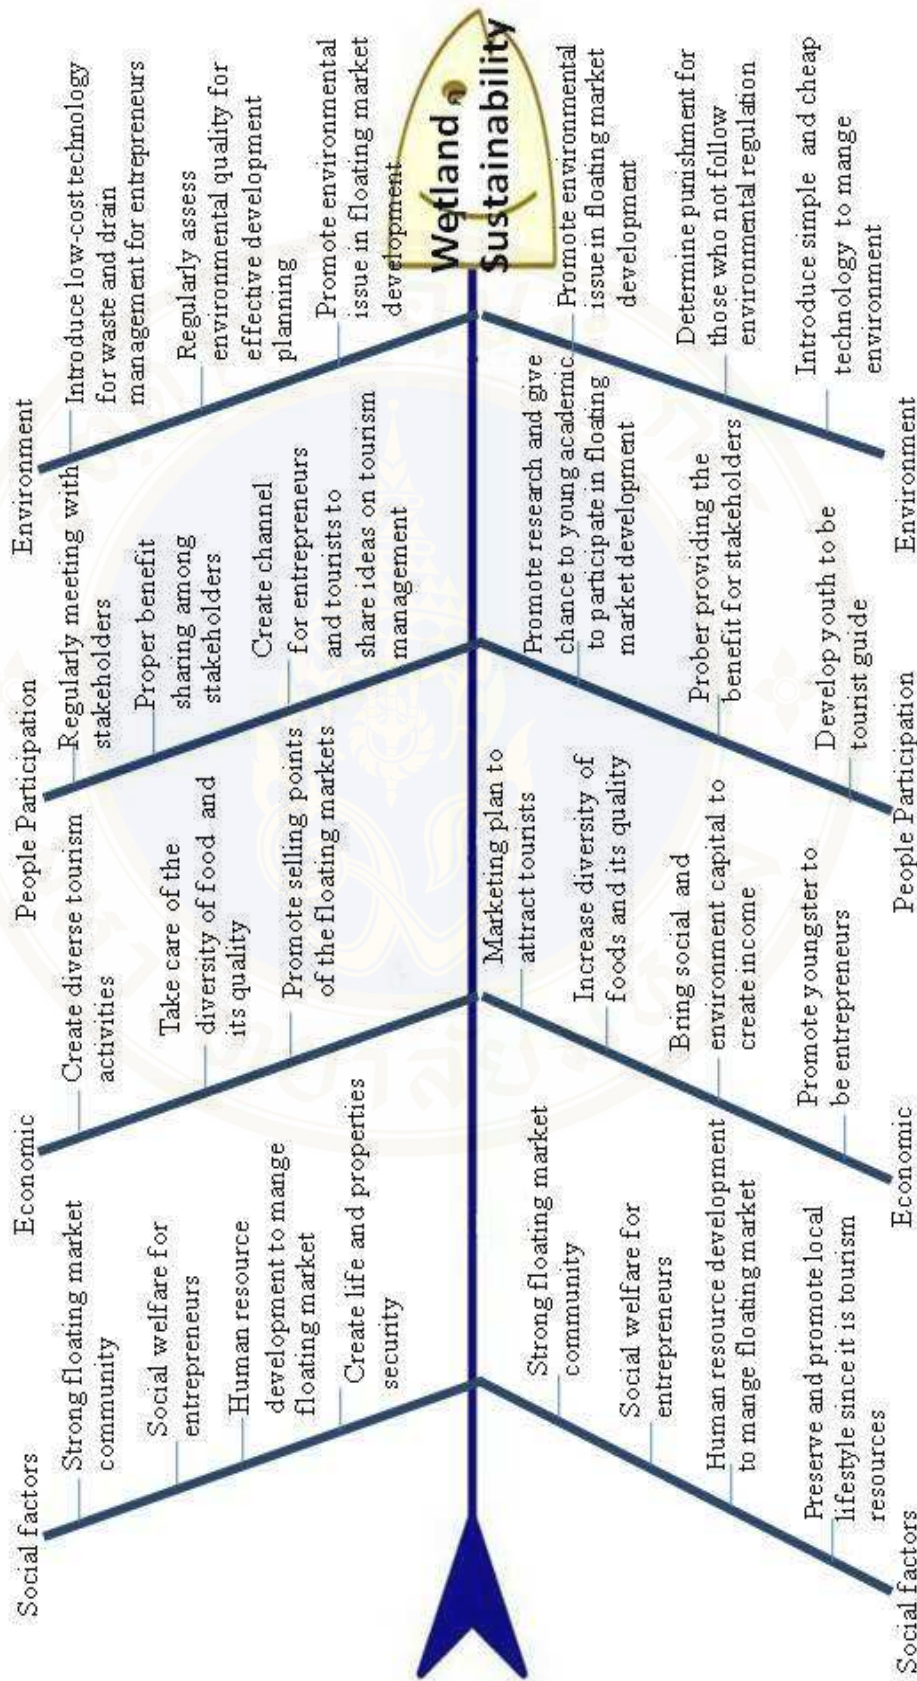 Social factors
Strong floating market
community
Social welfare for
entrepreneurs
Human resource
development to mange
floating market
Create life and properties
security
Economic
Create diverse tourism
activities
Take care of the
diversity of food and
its quality
Promote selling points
of the floating markets
People Participation
Regularly meeting with
stakeholders
Proper benefit
sharing among
stakeholders
Create channel
for entrepreneurs
and tourists to
share ideas on tourism
management
Environment
Introduce low-cost technology
for waste and drain
management for entrepreneurs
Regularly assess
environmental quality for
effective development
planning
Promote environmental
issue in floating market
development
Wetland
Sustainability
Strong floating market
community
Social welfare for
entrepreneurs
Human resource development
to mange floating market
Preserve and promote local
lifestyle since it is tourism
resources
Social factors
Marketing plan to
attract tourists
Increase diversity of
foods and its quality
Bring social and
environment capital to
create income
Promote youngster to
be entrepreneurs
Economic
Promote research and give
chance to young academic
to participate in floating
market development
Prober providing the
benefit for stakeholders
Develop youth to be
tourist guide
People Participation
Promote environmental
issue in floating market
development
Determine punishment for
those who not follow
environmental regulation
Introduce simple and cheap
technology to mange
environment
Environment